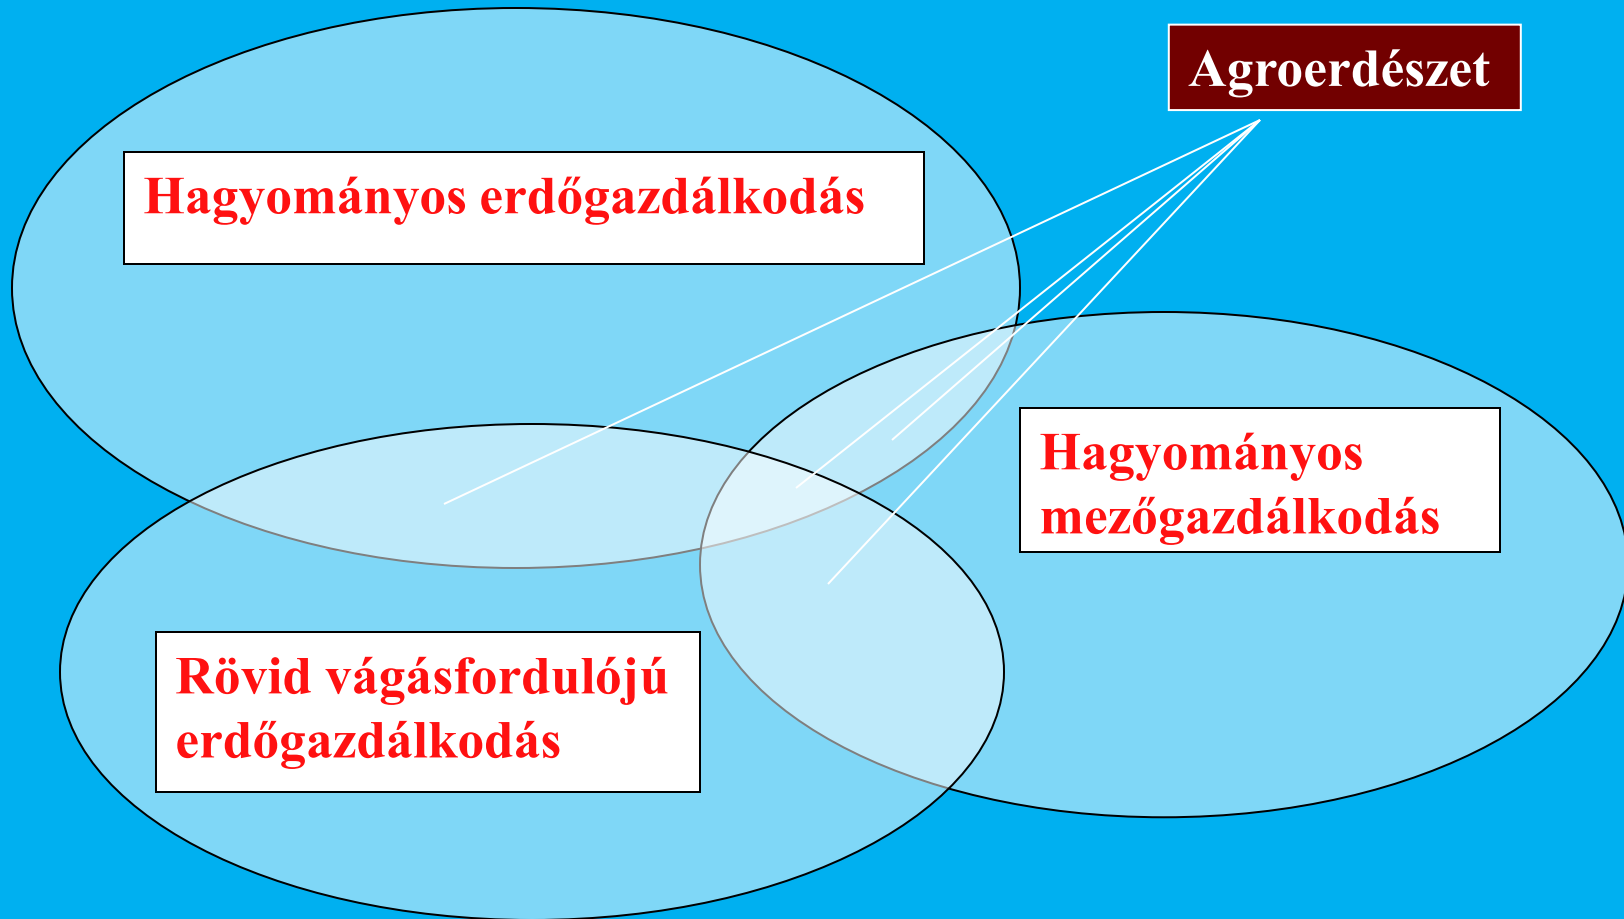 Agroerdészet
Hagyományos erdőgazdálkodás
Hagyományos
mezőgazdálkodás
Rövid vágásfordulójú
erdőgazdálkodás